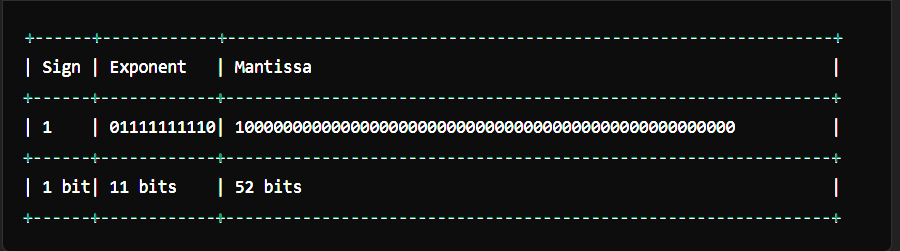 | Sign | Exponent | Mantissa |
| 1 | 01111111110| 1000000000000000000000000000000000000000000000000000 |
| 1 bit| 11 bits | 52 bits |